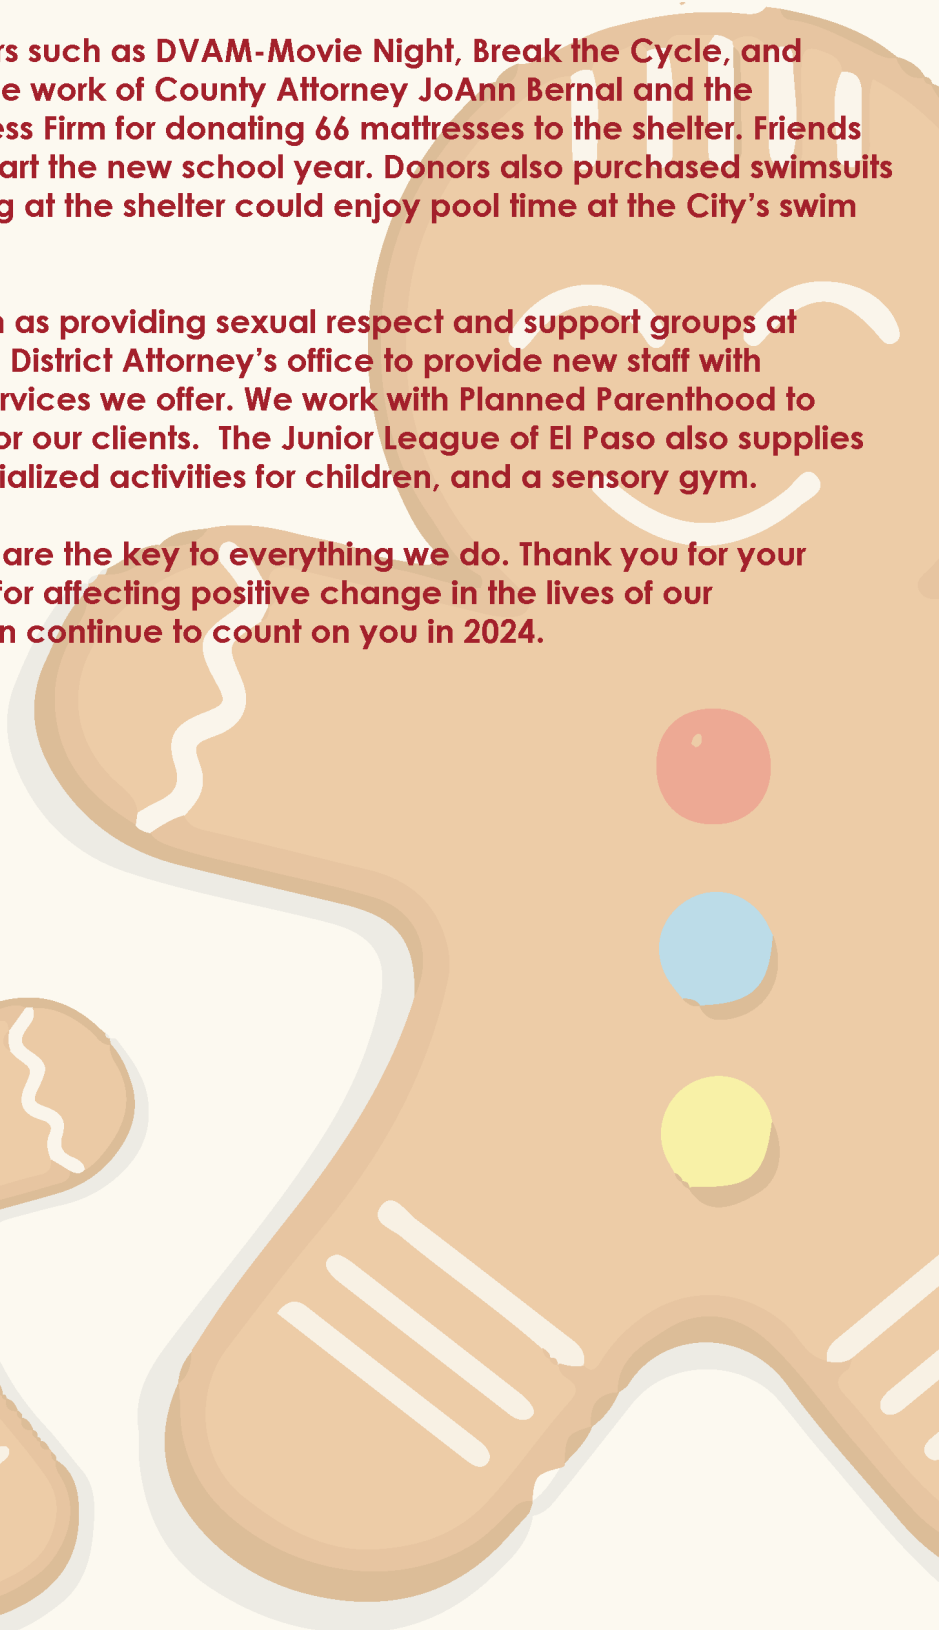 rs such as DVAM-Movie Night, Break the Cycle, and
e work of County Attorney JoAnn Bernal and the
ess Firm for donating 66 mattresses to the shelter. Friends
art the new school year. Donors also purchased swimsuits
g at the shelter could enjoy pool time at the City’s swim
as providing sexual respect and support groups at
District Attorney’s office to provide new staff with
rvices we offer. We work with Planned Parenthood to
or our clients.  The Junior League of El Paso also supplies
ialized activities for children, and a sensory gym.
are the key to everything we do. Thank you for your
for affecting positive change in the lives of our
n continue to count on you in 2024.